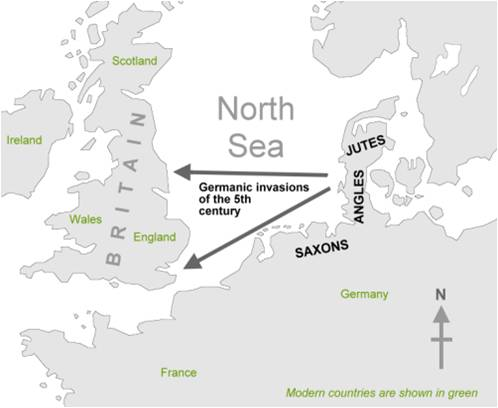 Scotland
North
Sea
Ireland
BRITAIN
JUTES
Germanic invasions
of the 5th
century
ANGLES
Wales
England
SAXONS
Germany
N
France
Modern countries are shown in green